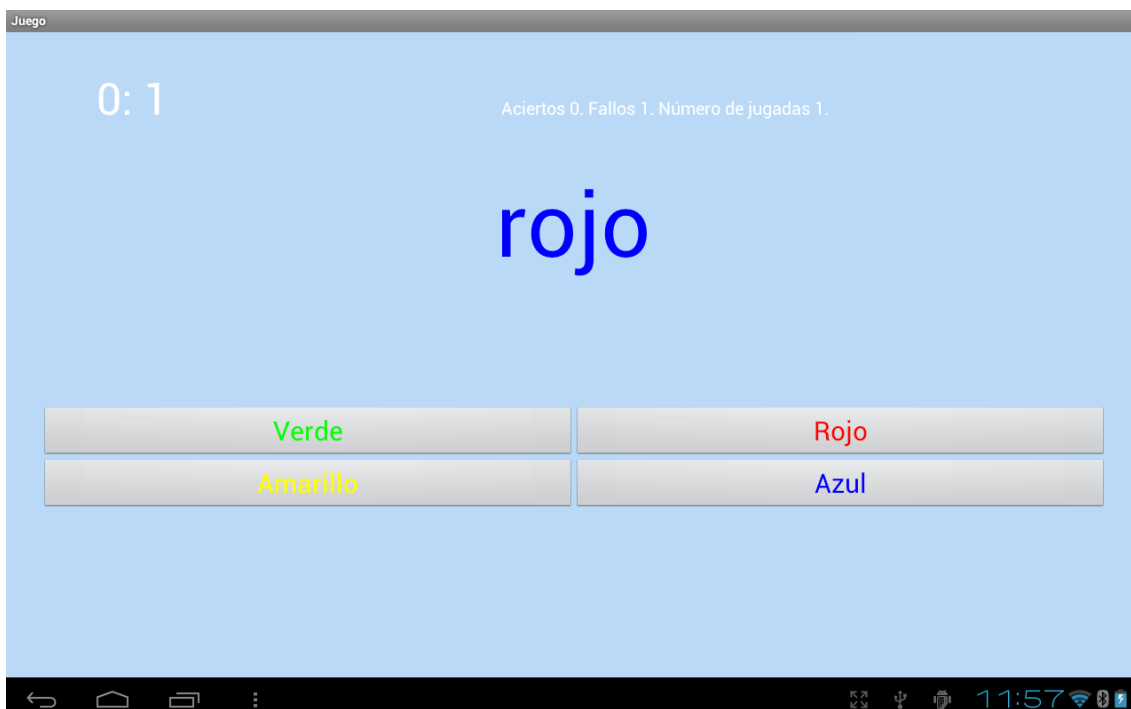 Juego
0: 1
Aciertos 0. Fallos 1. Número de jugadas 1.
rojo
Verde
Rojo
Amarillo
Azul
11:57